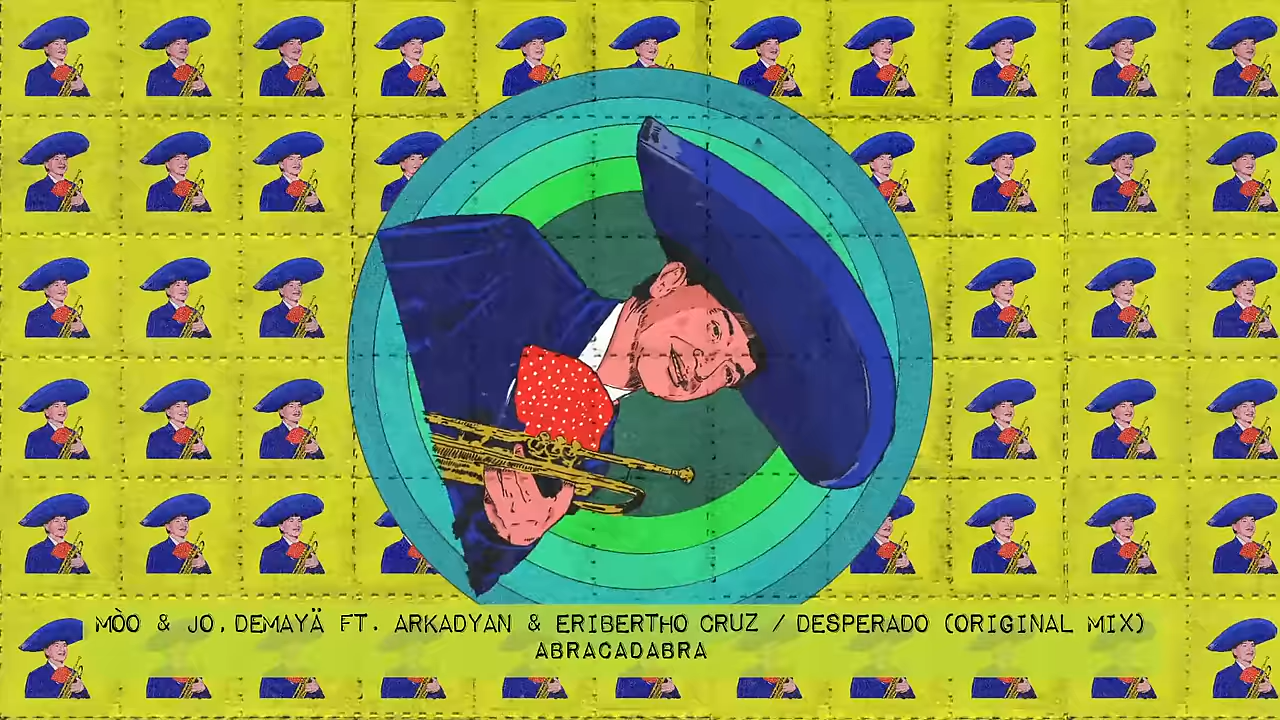 MÒO & JO.DEMAYÄ FT. ARKADYAN & ERIBERTHO CRUZ / DESPERADO (ORIGINAL MIX)
ABRACADABRA